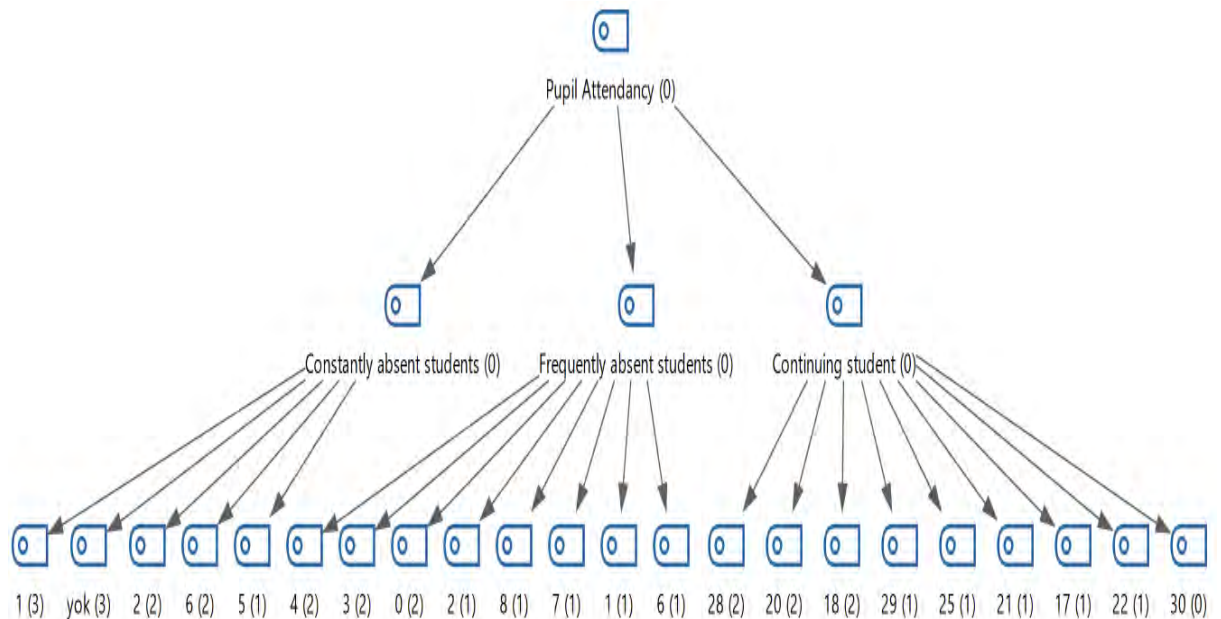 Pupil Attendancy (0)
Constantly absent students (0) Frequently absent students (0) Continuing student (0)
1 (3) yok (3) 2 (2) 6 (2) 5 (1) 4 (2) 3 (2) 0 (2) 2 (1) 8 (1) 7 (1) 1 (1) 6 (1) 28 (2) 20 (2) 18 (2) 29 (1) 25 (1) 21 (1) 17 (1) 22 (1) 30 (0)